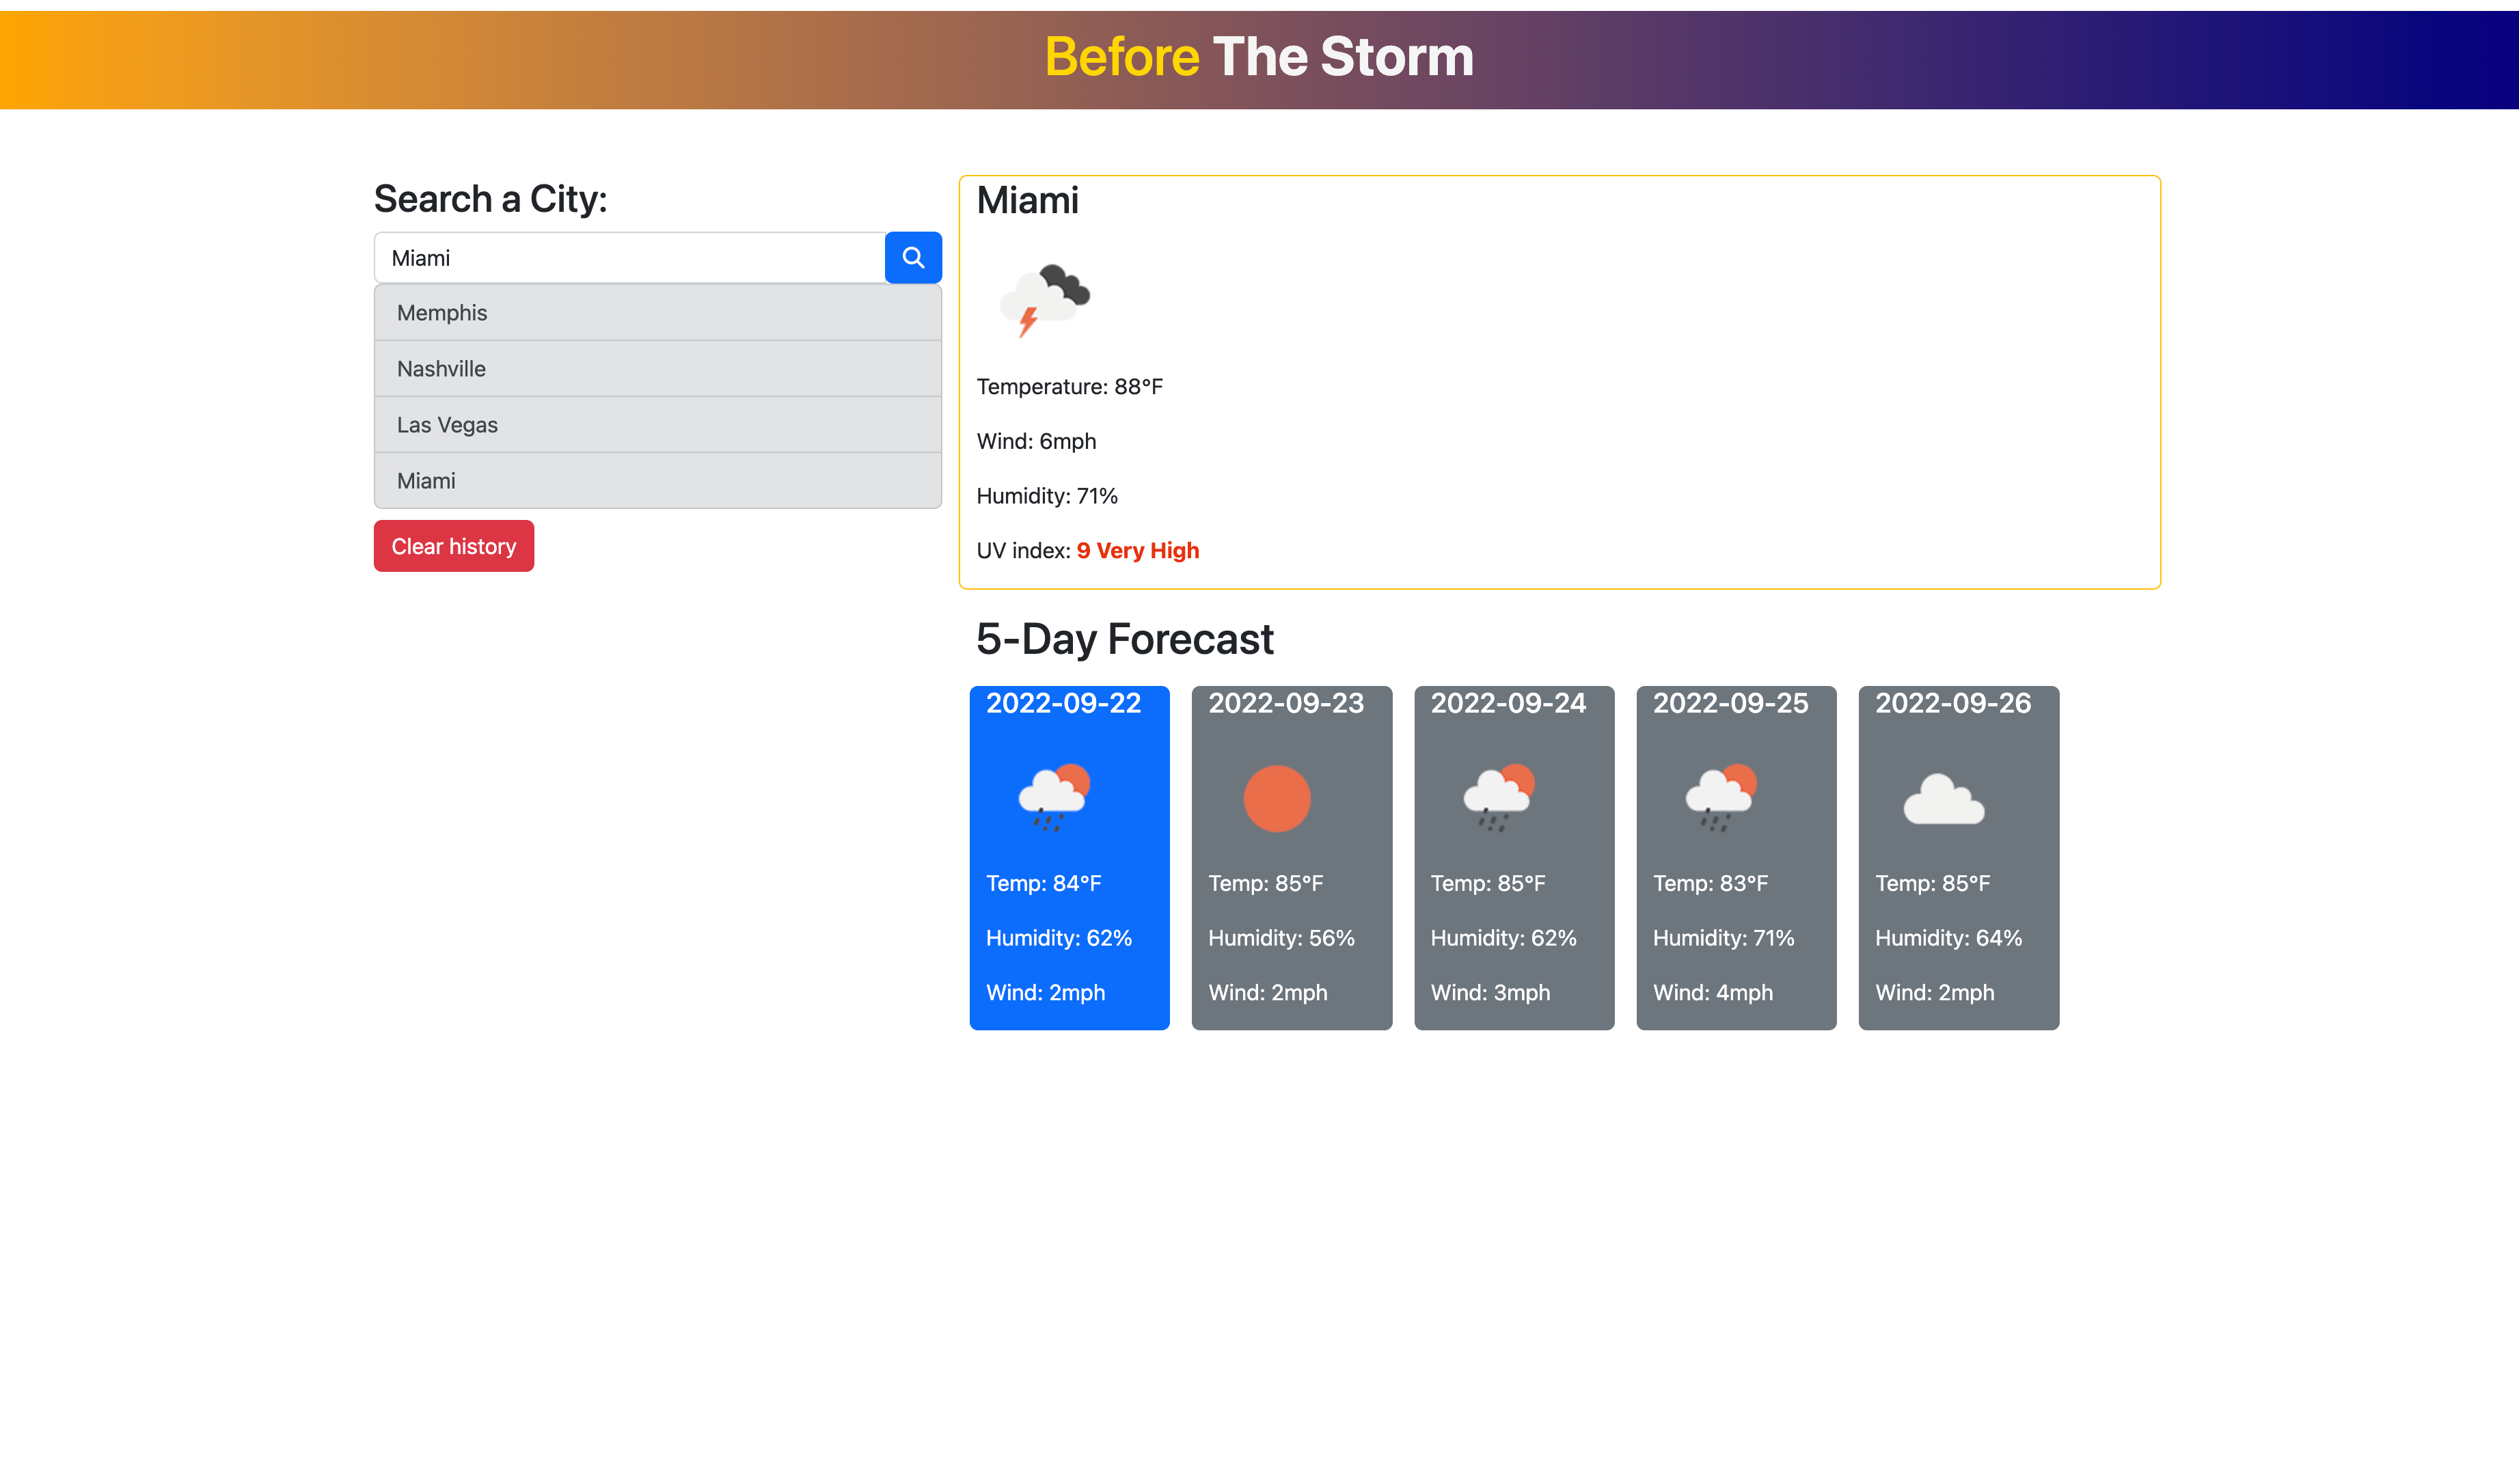 Before The Storm
Search a City:
Miami
Memphis
Nashville
Las Vegas
Miami
Clear history
Miami
Temperature: 88°F
Wind: 6mph
Humidity: 71%
UV index: 9 Very High
5-Day Forecast
2022-09-22
Temp: 84°F
Humidity: 62%
Wind: 2mph
2022-09-23
Temp: 85°F
Humidity: 56%
Wind: 2mph
2022-09-24
Temp: 85°F
Humidity: 62%
Wind: 3mph
2022-09-25
Temp: 83°F
Humidity: 71%
Wind: 4mph
2022-09-26
Temp: 85°F
Humidity: 64%
Wind: 2mph